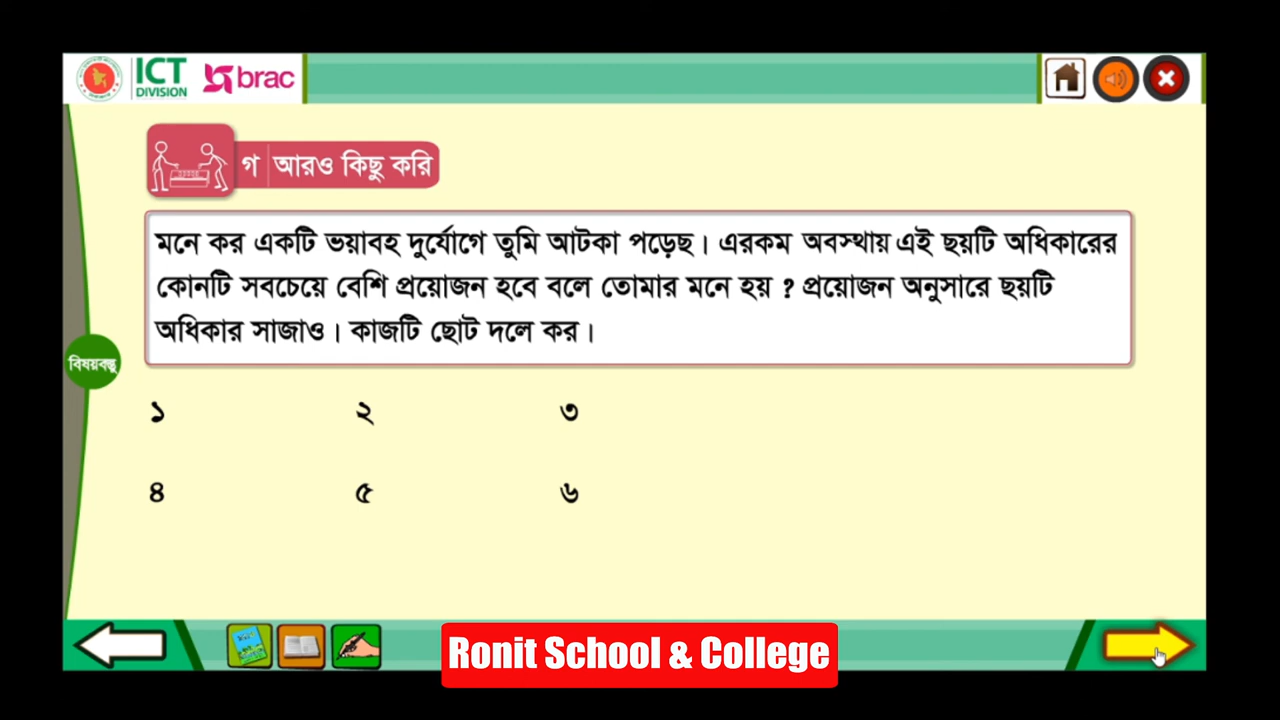 ICT
DIVISION
brac
গ আরও কিছু করি
মনে কর একটি ভয়াবহ দুর্যোগে তুমি আটকা পড়েছ। এরকম অবস্থায় এই ছয়টি অধিকারের
কোনটি সবচেয়ে বেশি প্রয়োজন হবে বলে তোমার মনে হয় ? প্রয়োজন অনুসারে ছয়টি
অধিকার সাজাও। কাজটি ছোট দলে কর।
বিষয়বস্তু
১ ২ ৩
৪ ৫ ৬
Ronit School & College